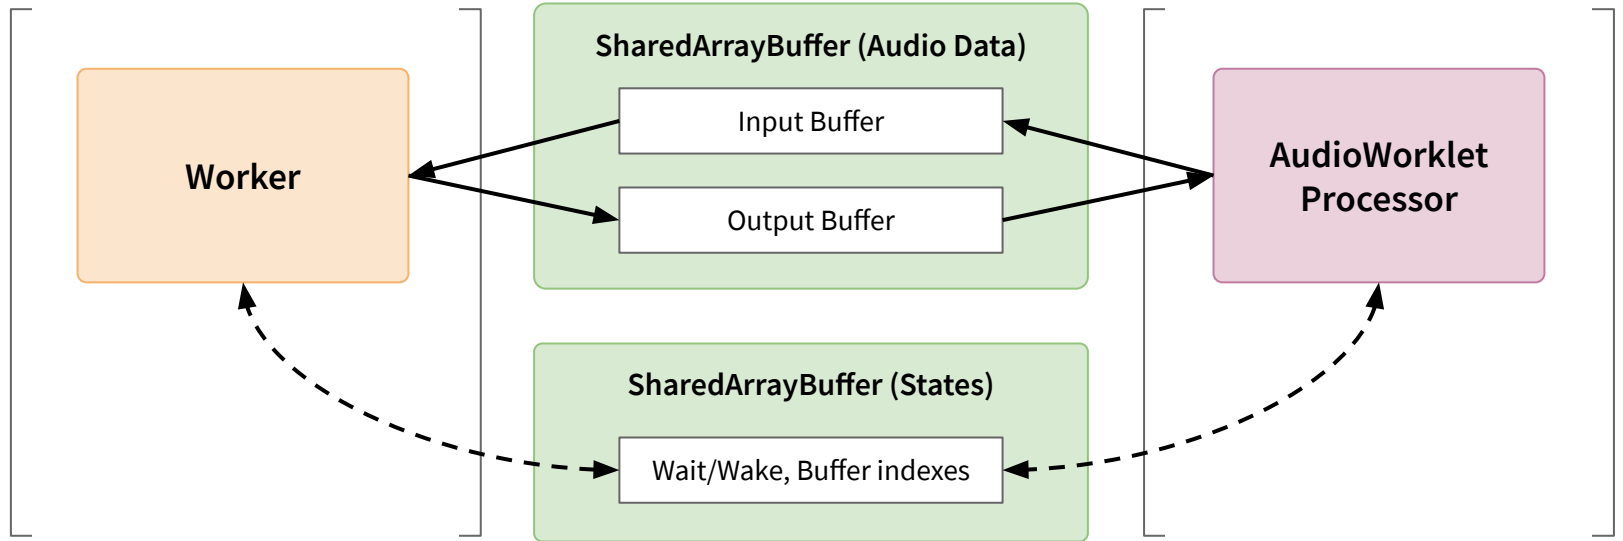 SharedArrayBuffer (Audio Data)
Input Buffer
Worker
Output Buffer
AudioWorklet
Processor
SharedArrayBuffer (States)
Wait/Wake, Buffer indexes